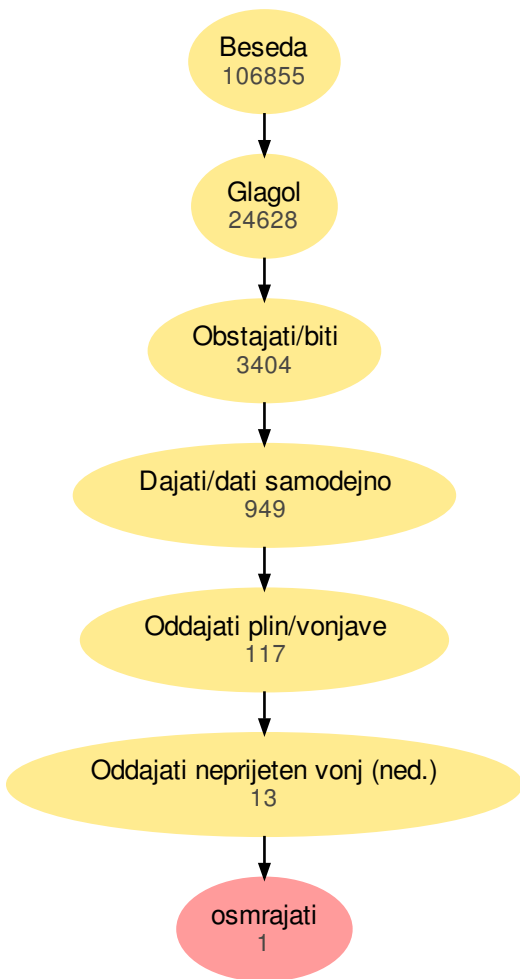 Beseda
106855
Glagol
24628
Obstajati/biti
3404
Dajati/dati samodejno
949
Oddajati plin/vonjave
117
Oddajati neprijeten vonj (ned.)
13
osmrajati
1